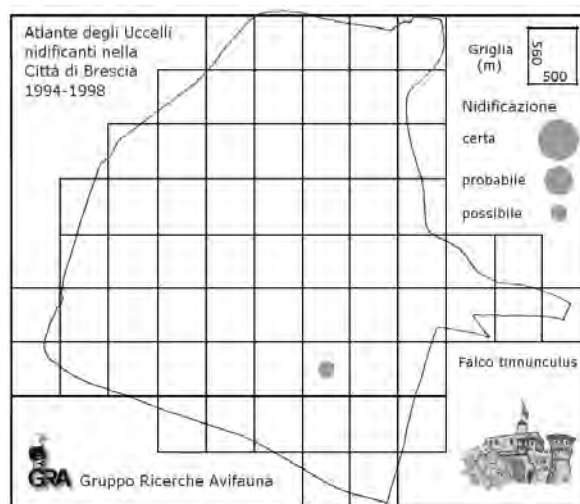 Atlante degli Uccelli
nidificanti nella
Città di Brescia
1994-1998
Griglia
(m)
560
500
Nidificazione
certa
probabile
possibile
Falco tinnunculus
GRA Gruppo Ricerche Avifauna